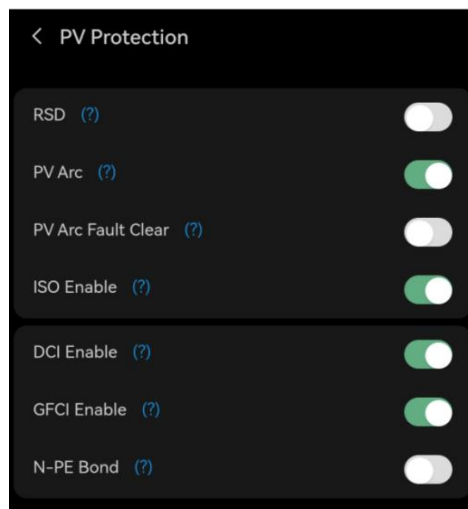 < PV Protection
RSD (?)
PV Arc (?)
PV Arc Fault Clear (?)
ISO Enable (?)
DCI Enable (?)
GFCI Enable (?)
N-PE Bond (?)